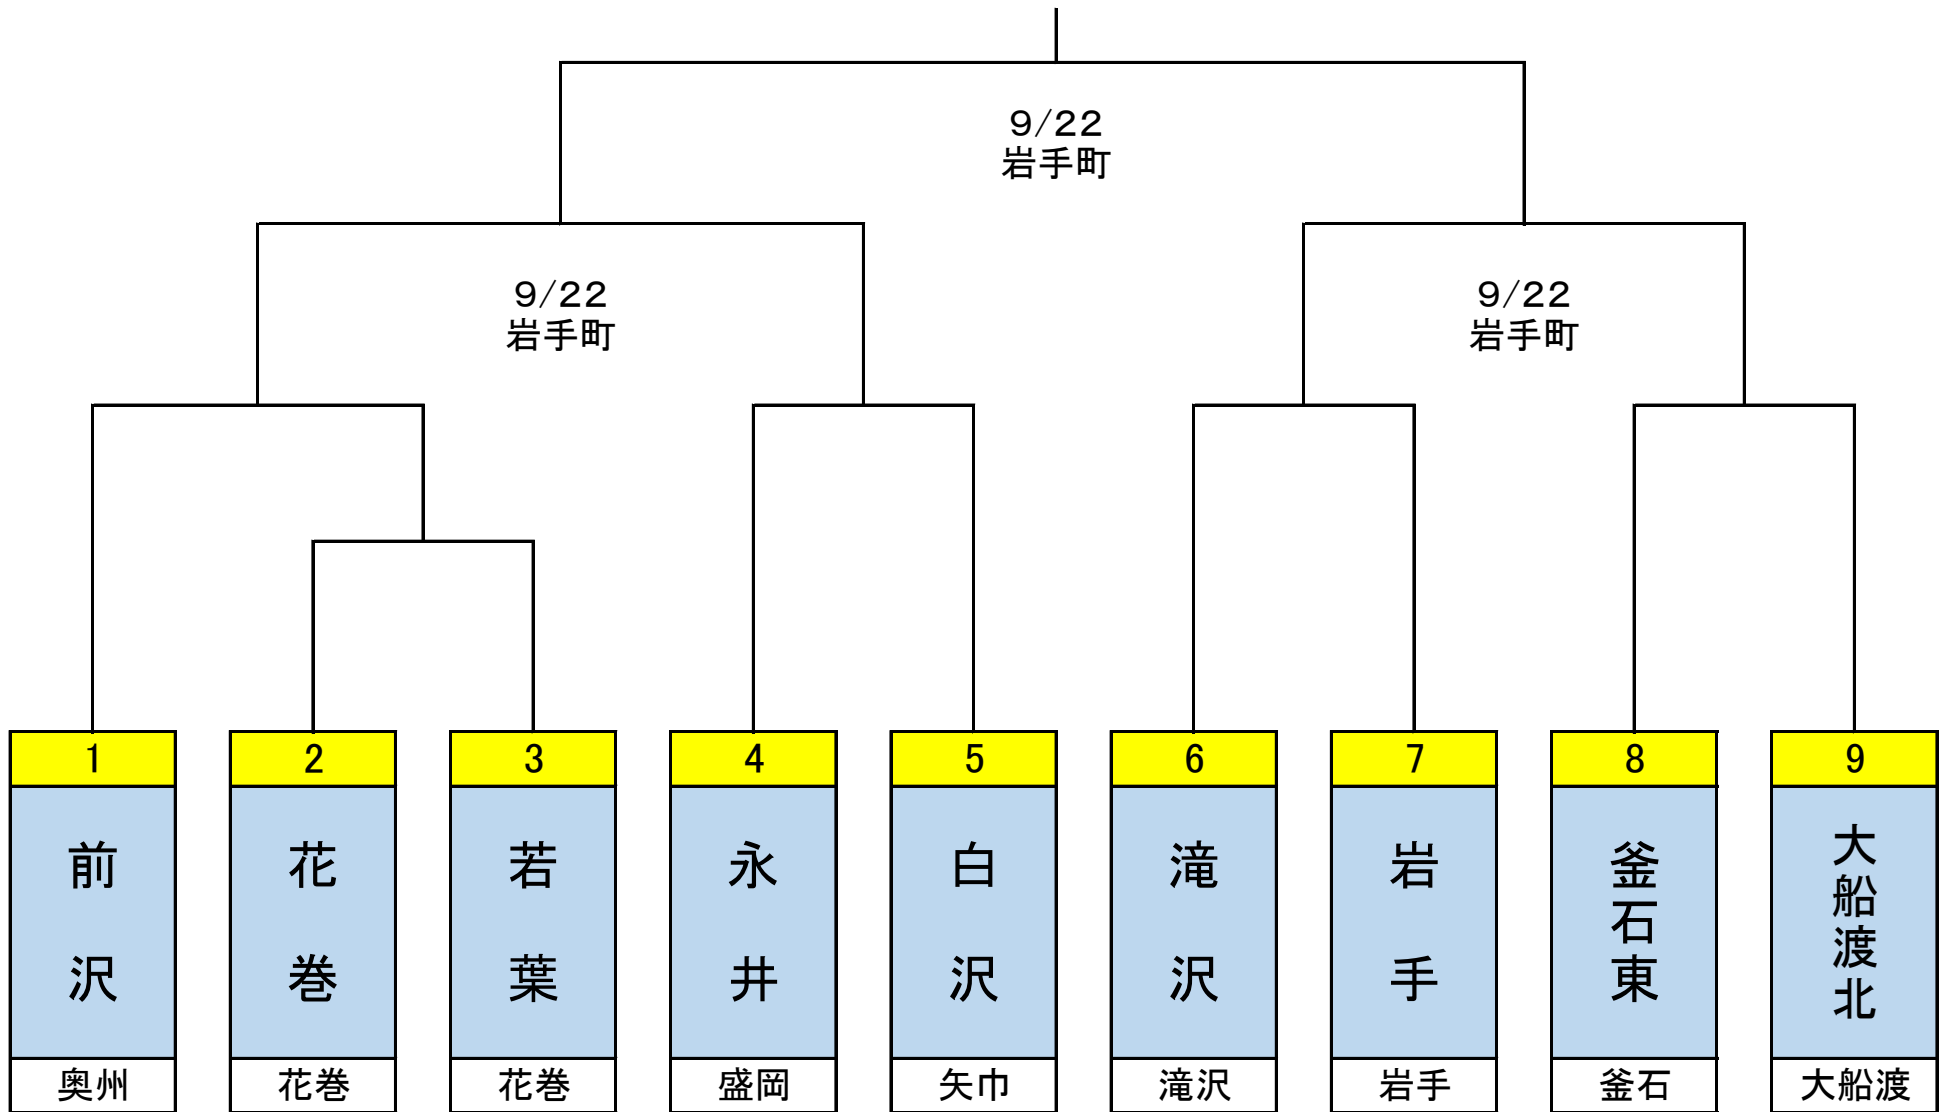 9/22
岩手町
9/22
岩手町
9/22
岩手町
1
2
3
4
5
6
7
8
9
前沢
花巻
若葉
永井
白沢
滝沢
岩手
釜石東
大船渡北
奥州
花巻
花巻
盛岡
矢巾
滝沢
岩手
釜石
大船渡